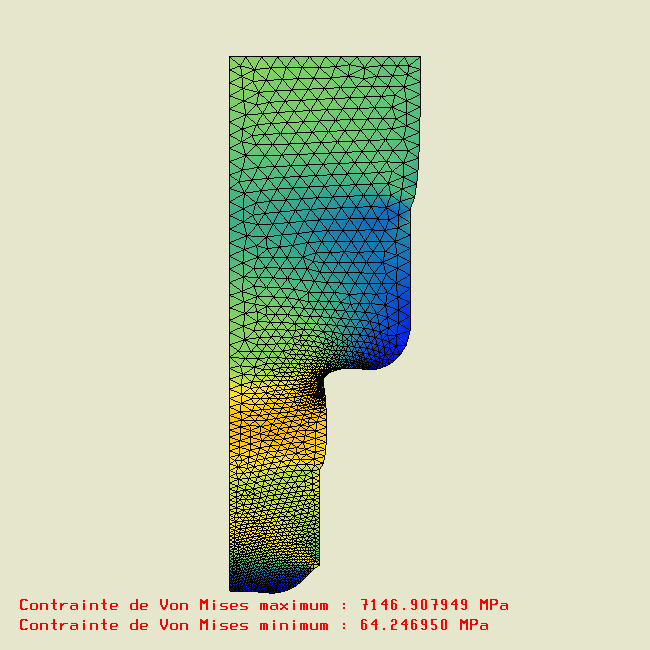 Contrainte de Von Mises maximum : 7146.907949 MPa
Contrainte de Von Mises minimum : 64.246950 MPa